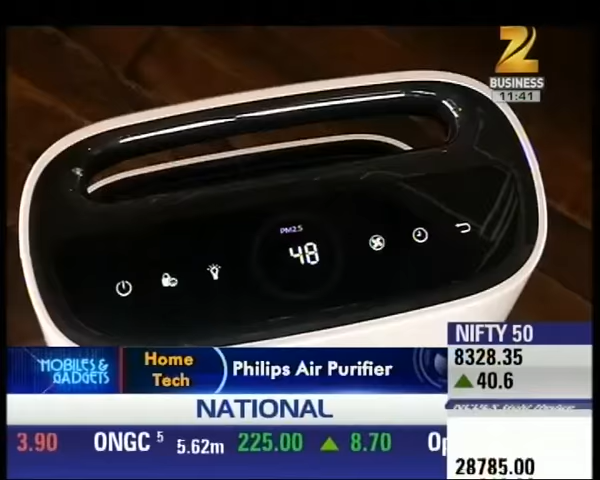 Z
BUSINESS
11:41
PM2.5
48
NIFTY 50
8328.35
40.6
MOBILES & GADGETS
Home Tech
Philips Air Purifier
NATIONAL
3.90 ONGC 5 5.62m 225.00 8.70
28785.00